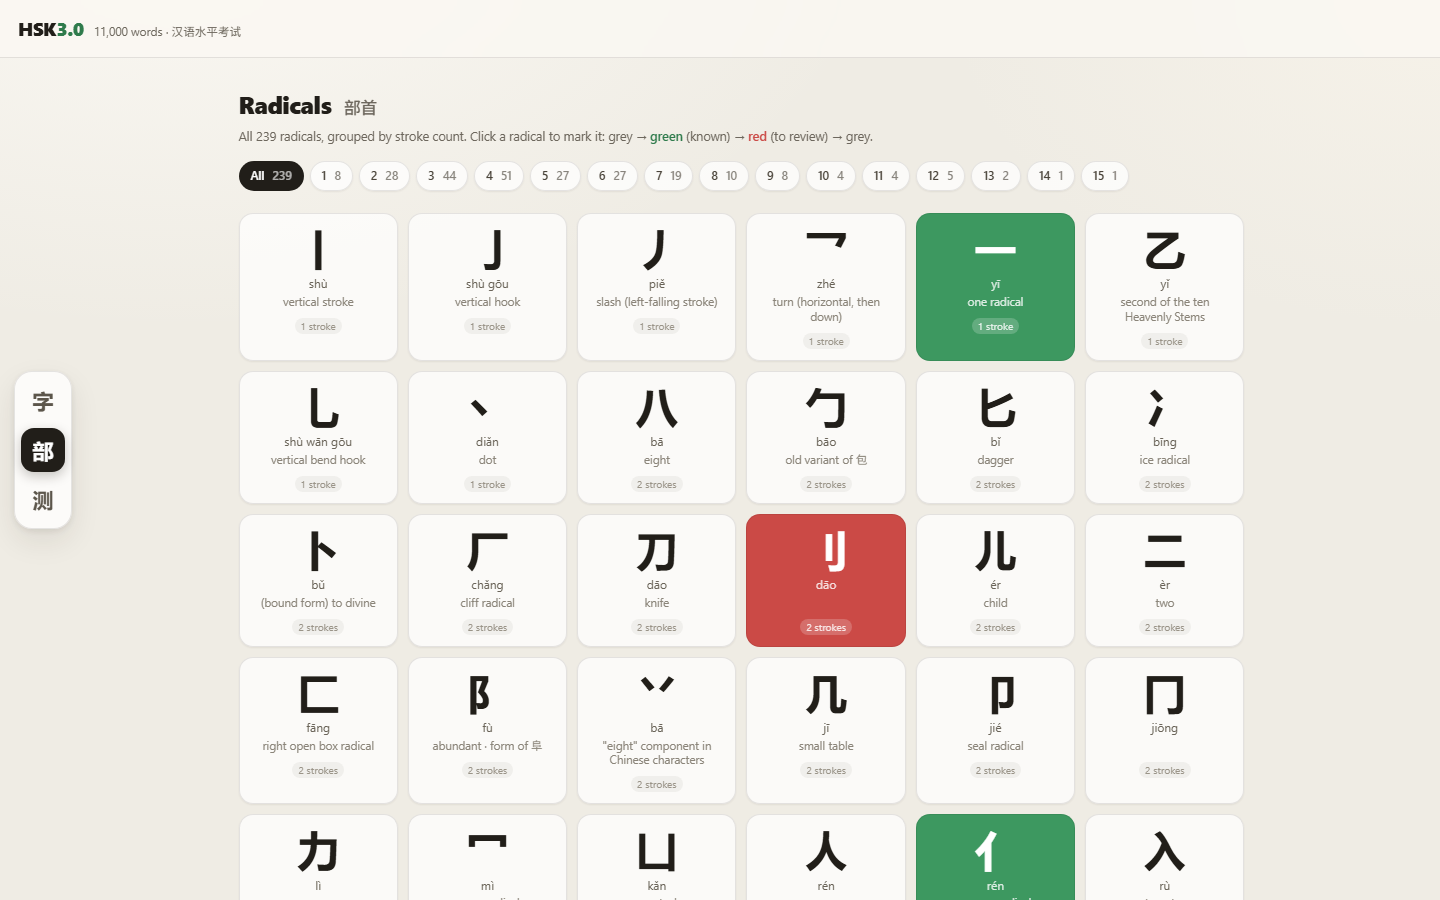 HSK3.0 11,000 words · 汉语水平考试
Radicals 部首
All 239 radicals, grouped by stroke count. Click a radical to mark it: grey → green (known) → red (to review) → grey.
All 239 1 8 2 28 3 44 4 51 5 27 6 27 7 19 8 10 9 8 10 4 11 4 12 5 13 2 14 1 15 1
丨 亅 丿 乛 一 乙
shù shù gōu piě zhé yī yǐ
vertical stroke vertical hook slash (left-falling stroke) turn (horizontal, then down) one radical second of the ten Heavenly Stems
1 stroke 1 stroke 1 stroke 1 stroke 1 stroke 1 stroke
字
部
测
乚 丶 八 勹 匕 冫
shù wān gōu diǎn bā bāo bǐ bīng
vertical bend hook dot eight old variant of 包 dagger ice radical
1 stroke 1 stroke 2 strokes 2 strokes 2 strokes 2 strokes
卜 厂 刀 刂 儿 二
bǔ chǎng dāo dāo ér èr
(bound form) to divine cliff radical knife child two
2 strokes 2 strokes 2 strokes 2 strokes 2 strokes 2 strokes
匚 阝 丷 几 卩 冂
fāng fù bā jī jié jiōng
right open box radical abundant · form of 阜 "eight" component in Chinese characters small table seal radical
2 strokes 2 strokes 2 strokes 2 strokes 2 strokes 2 strokes
力 冖 凵 人 亻 入
lì mì kǎn rén rén rù